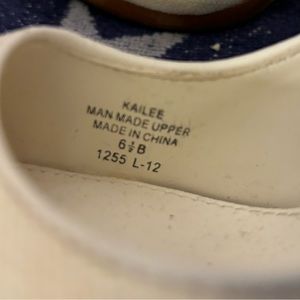 KAILEE
MAN MADE UPPER
MADE IN CHINA
6½B
1255 L-12